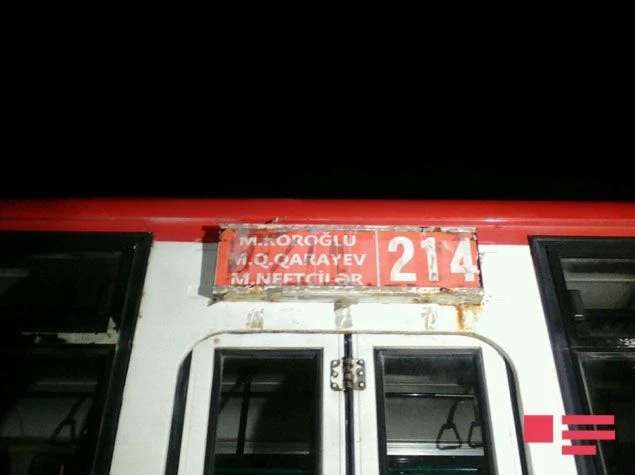 M.KOROĞLU
M.Q.QARAYEV
M.NEFTÇİLƏR
214